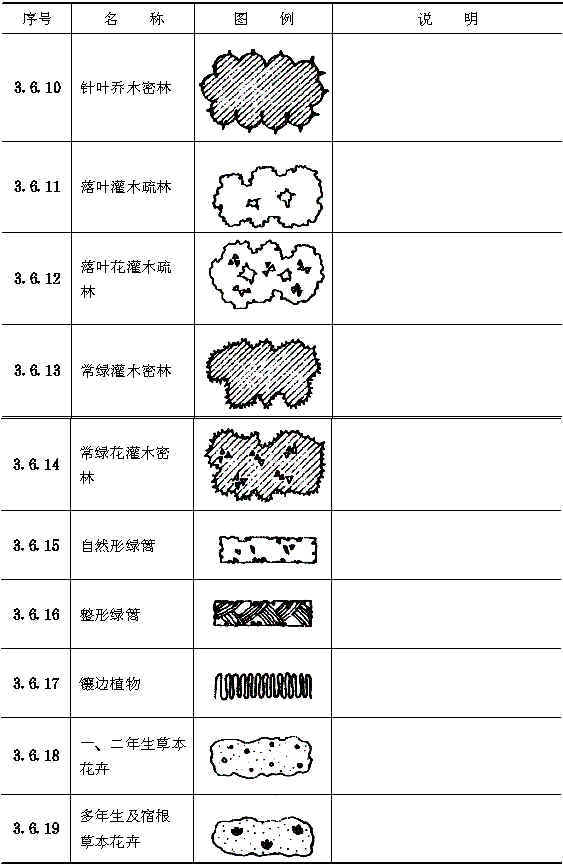 序号 名 称 图 例 说 明
3.6.10 针叶乔木密林
3.6.11 落叶灌木疏林
3.6.12 落叶花灌木疏
林
3.6.13 常绿灌木密林
3.6.14 常绿花灌木密
林
3.6.15 自然形绿篱
3.6.16 整形绿篱
3.6.17 镶边植物
3.6.18 一、二年生草本
花卉
3.6.19 多年生及宿根
草本花卉